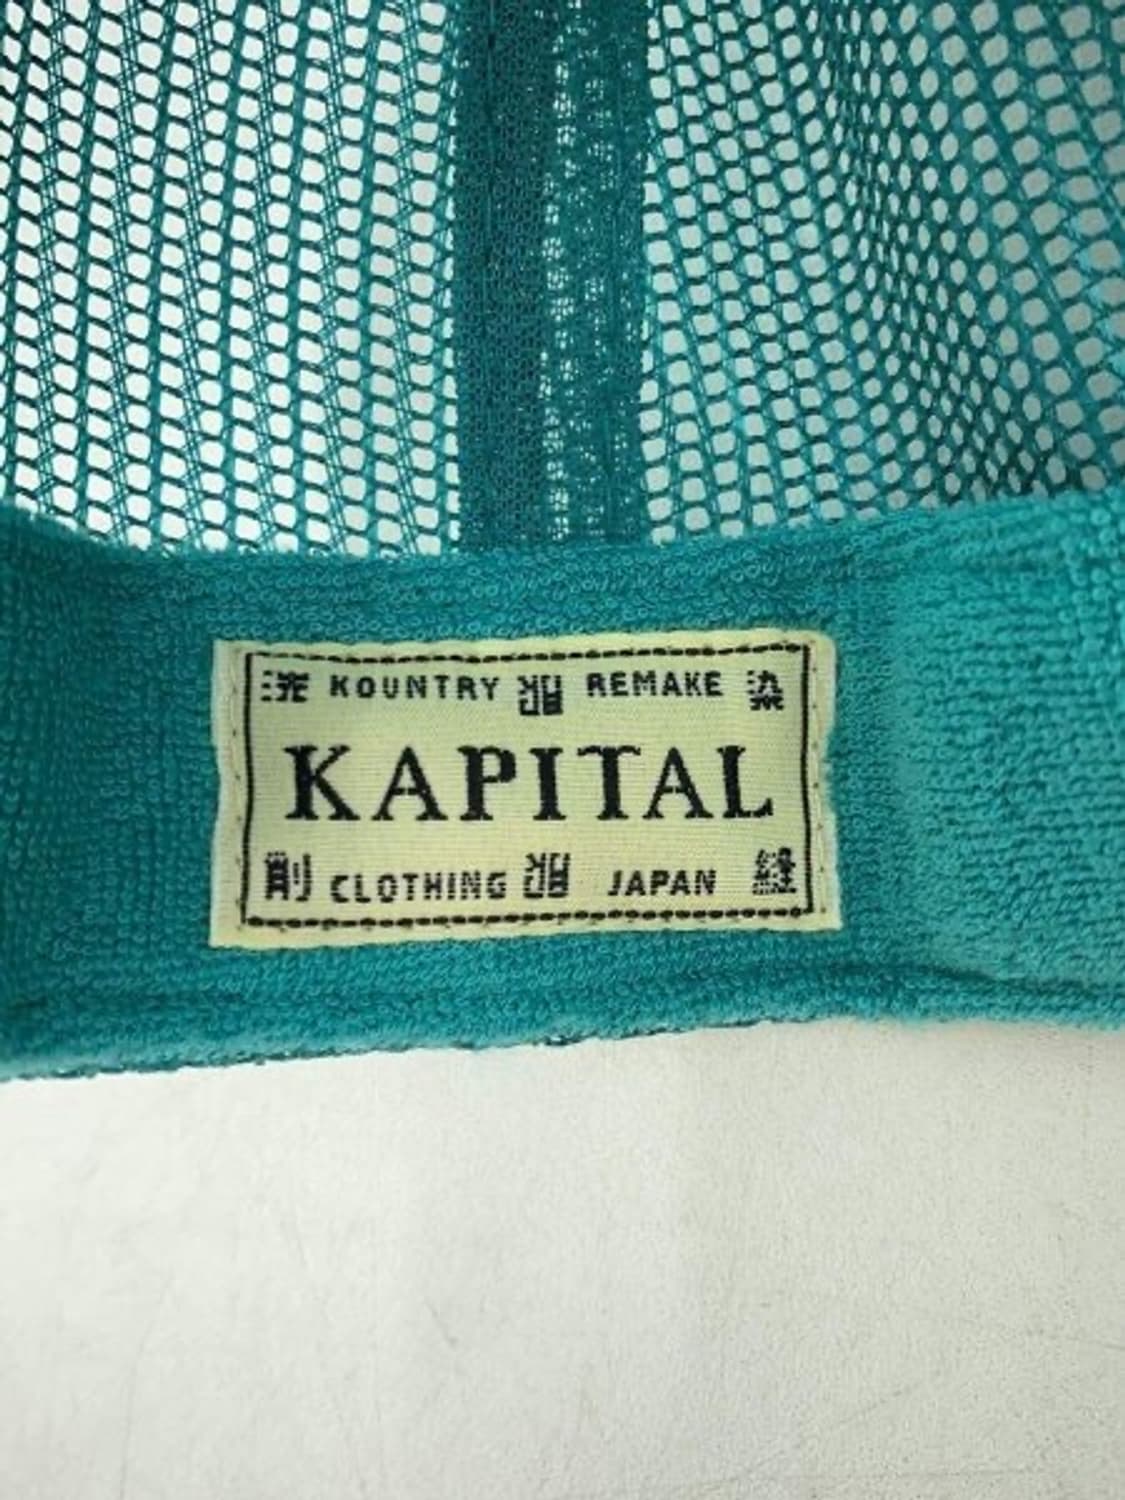 洗 KOUNTRY REMAKE 染
KAPITAL
削 CLOTHING JAPAN 縫